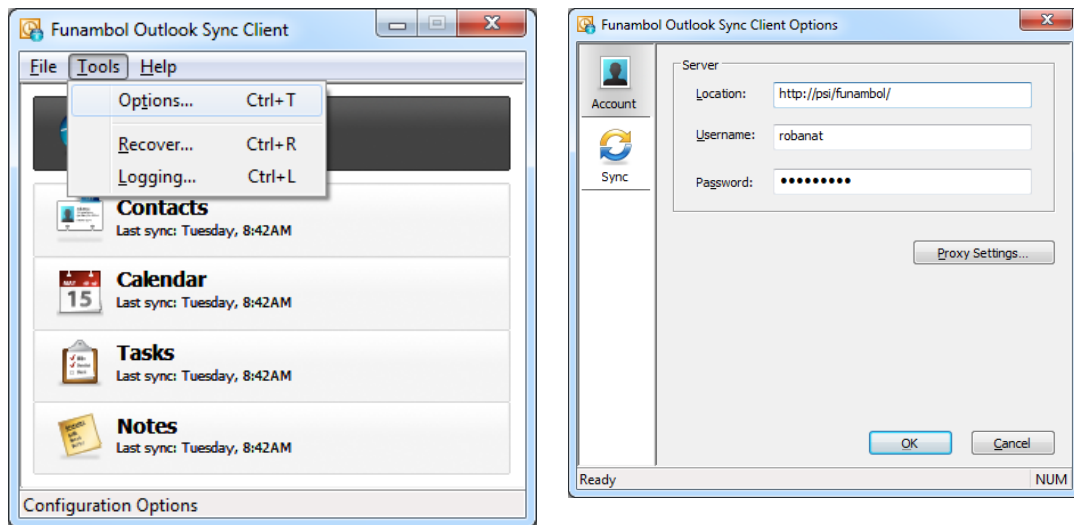 Funambol Outlook Sync Client
File Tools Help
Options... Ctrl+T
Recover... Ctrl+R
Logging... Ctrl+L
Contacts
Last sync: Tuesday, 8:42AM
15
Calendar
Last sync: Tuesday, 8:42AM
Tasks
Last sync: Tuesday, 8:42AM
Notes
Last sync: Tuesday, 8:42AM
Configuration Options
Funambol Outlook Sync Client Options
Account
Sync
Server
Location: http://psi/funambol/
Username: robanat
Password: •••••••••
Proxy Settings...
OK Cancel
Ready NUM